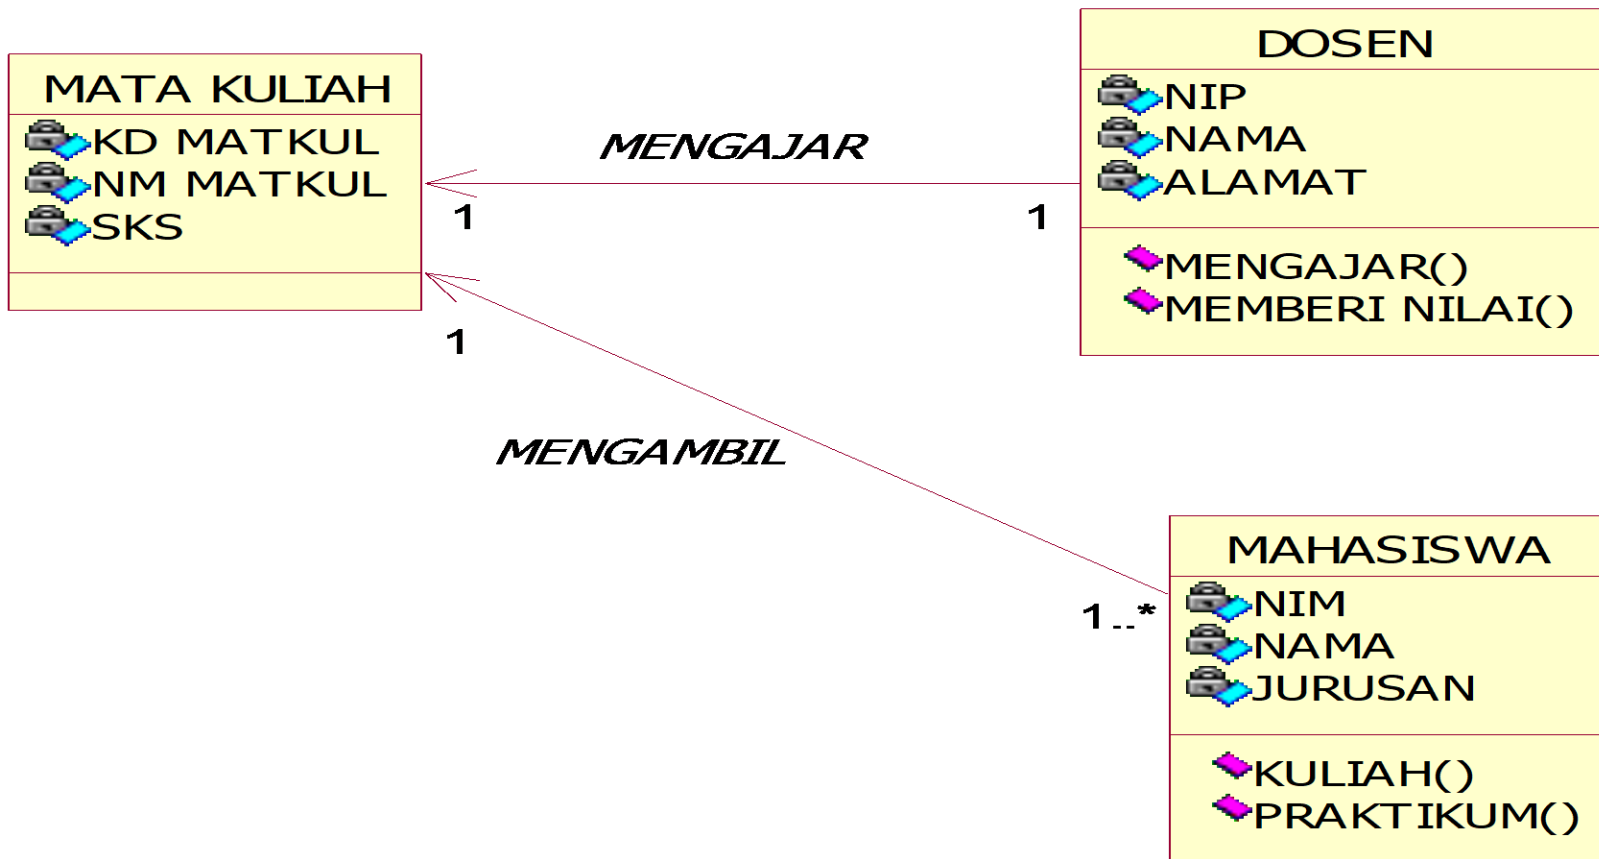 MATA KULIAH
KD MATKUL
NM MATKUL
SKS
MENGAJAR
1
1
DOSEN
NIP
NAMA
ALAMAT
MENGAJAR()
MEMBERI NILAI()
1
MENGAMBIL
1..*
MAHASISWA
NIM
NAMA
JURUSAN
KULIAH()
PRAKTIKUM()